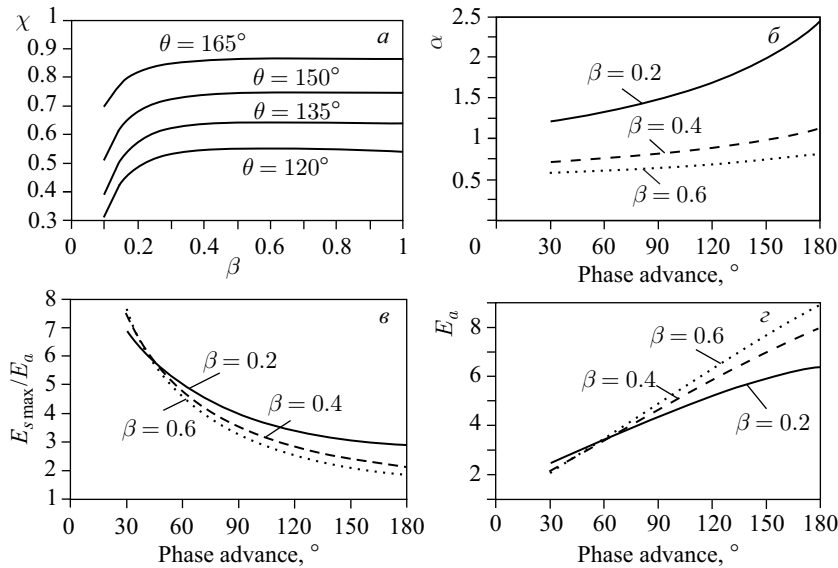 χ
1
0.9
0.8
0.7
0.6
0.5
0.4
0.3
0
0.2
0.4
0.6
0.8
1
β
а
θ = 165°
θ = 150°
θ = 135°
θ = 120°
α
2.5
2
1.5
1
0.5
0
30
60
90
120
150
180
Phase advance, °
б
β = 0.2
β = 0.4
β = 0.6
E_{s max}/E_a
8
7
6
5
4
3
2
1
0
30
60
90
120
150
180
Phase advance, °
в
β = 0.2
β = 0.4
β = 0.6
E_a
8
6
4
2
0
30
60
90
120
150
180
Phase advance, °
г
β = 0.6
β = 0.4
β = 0.2